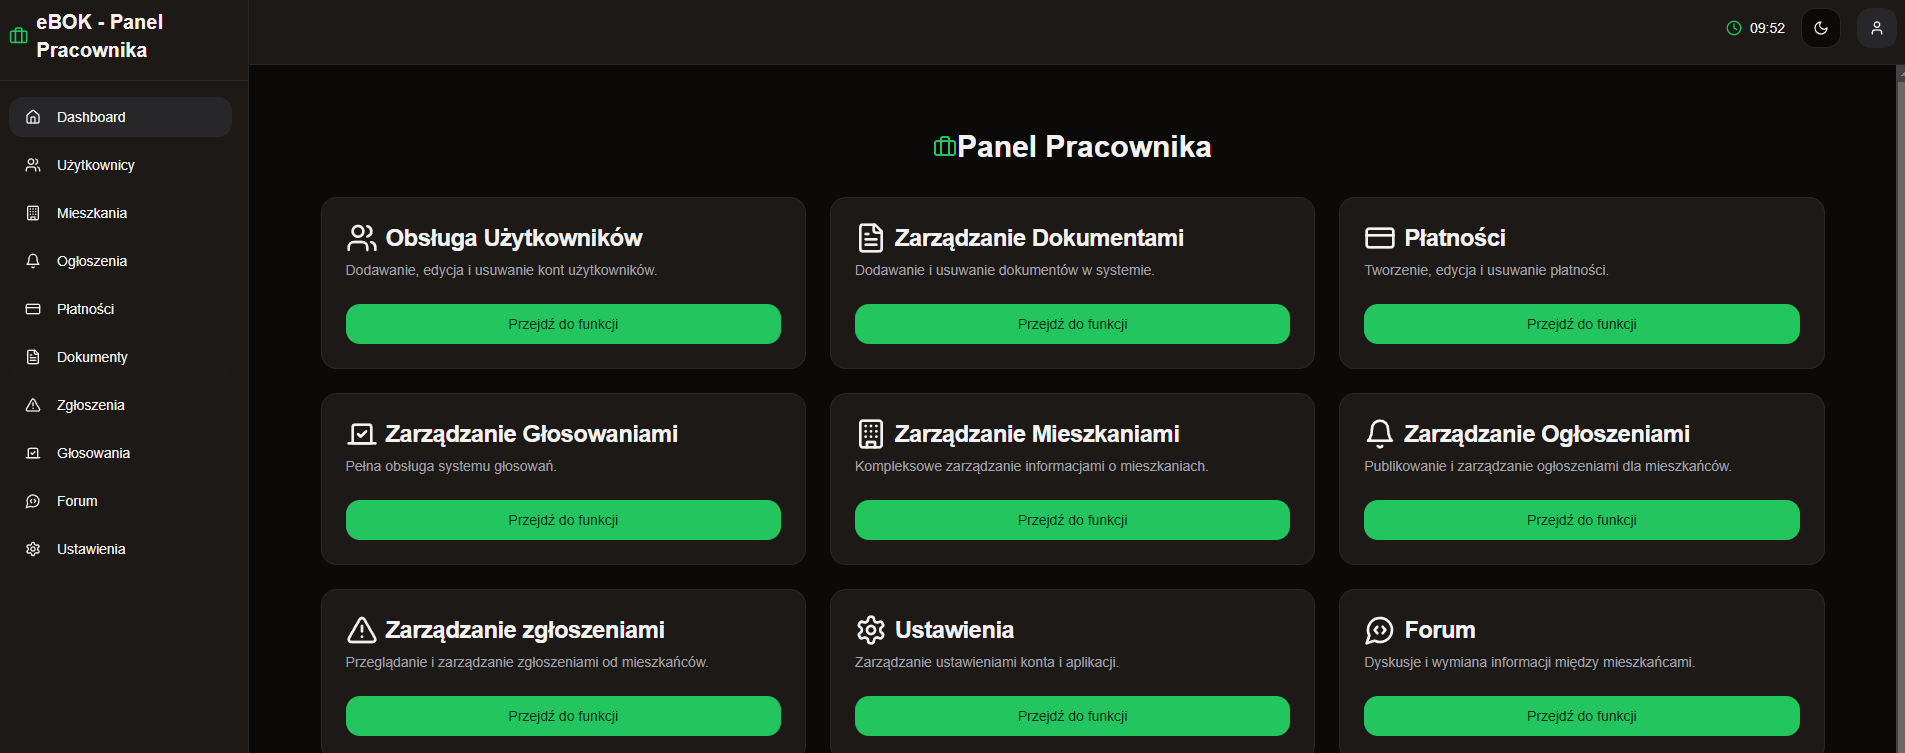 eBOK - Panel
Pracownika
09:52
Dashboard
Użytkownicy
Mieszkania
Ogłoszenia
Płatności
Dokumenty
Zgłoszenia
Głosowania
Forum
Ustawienia
Panel Pracownika
Obsługa Użytkowników
Dodawanie, edycja i usuwanie kont użytkowników.
Przejdź do funkcji
Zarządzanie Dokumentami
Dodawanie i usuwanie dokumentów w systemie.
Przejdź do funkcji
Płatności
Tworzenie, edycja i usuwanie płatności.
Przejdź do funkcji
Zarządzanie Głosowaniami
Pełna obsługa systemu głosowań.
Przejdź do funkcji
Zarządzanie Mieszkaniami
Kompleksowe zarządzanie informacjami o mieszkaniach.
Przejdź do funkcji
Zarządzanie Ogłoszeniami
Publikowanie i zarządzanie ogłoszeniami dla mieszkańców.
Przejdź do funkcji
Zarządzanie zgłoszeniami
Przeglądanie i zarządzanie zgłoszeniami od mieszkańców.
Przejdź do funkcji
Ustawienia
Zarządzanie ustawieniami konta i aplikacji.
Przejdź do funkcji
Forum
Dyskusje i wymiana informacji między mieszkańcami.
Przejdź do funkcji